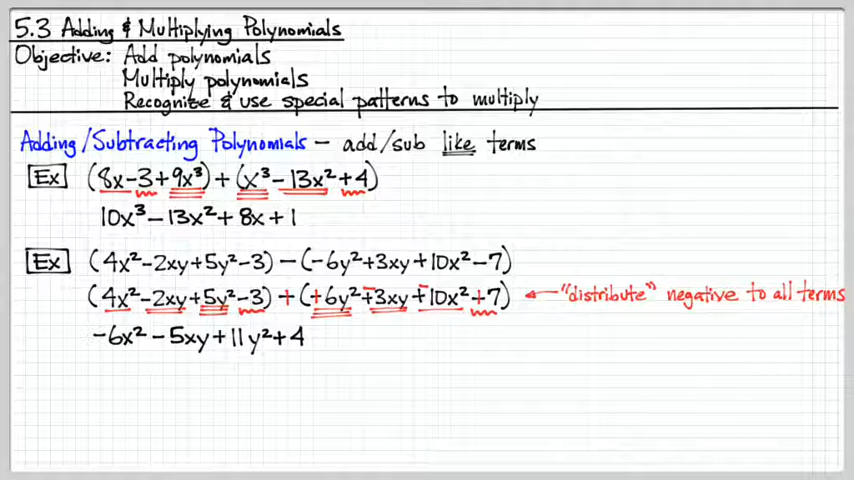 5.3 Adding & Multiplying Polynomials
Objective: Add polynomials
Multiply polynomials
Recognize & use special patterns to multiply
Adding/Subtracting Polynomials – add/sub like terms
Ex (8x-3+9x³)+(x³-13x²+4)
10x³-13x²+8x+1
Ex (4x²-2xy+5y²-3)-(-6y²+3xy+10x²-7)
(4x²-2xy+5y²-3)+(+6y²-3xy-10x²+7) ← "distribute" negative to all terms
-6x²-5xy+11y²+4